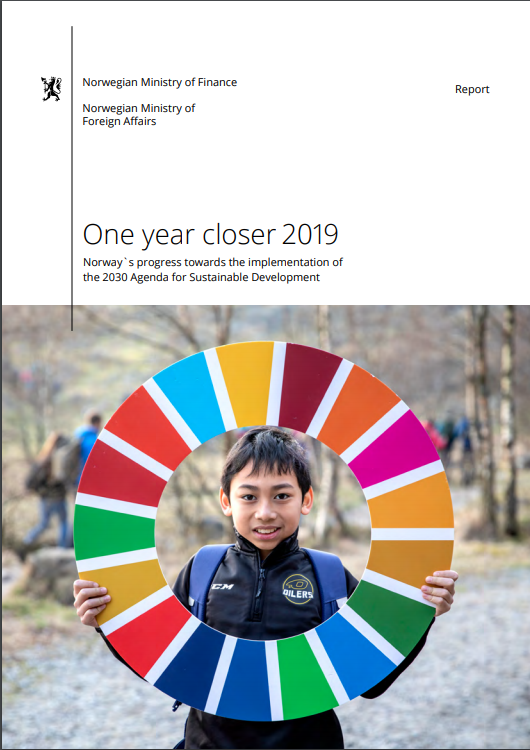 Norwegian Ministry of Finance
Report
Norwegian Ministry of
Foreign Affairs
One year closer 2019
Norway`s progress towards the implementation of
the 2030 Agenda for Sustainable Development
CM
OILERS